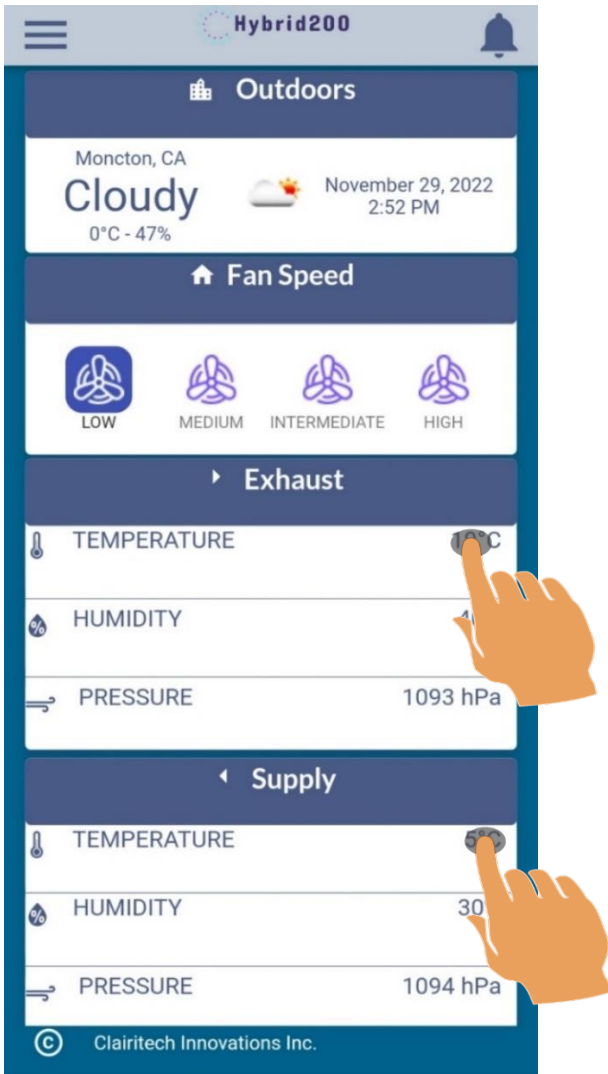 Hybrid200
Outdoors
Moncton, CA
Cloudy
0°C - 47%
November 29, 2022
2:52 PM
Fan Speed
LOW MEDIUM INTERMEDIATE HIGH
Exhaust
TEMPERATURE
HUMIDITY
PRESSURE 1093 hPa
Supply
TEMPERATURE 5°C
HUMIDITY 30
PRESSURE 1094 hPa
© Clairitech Innovations Inc.